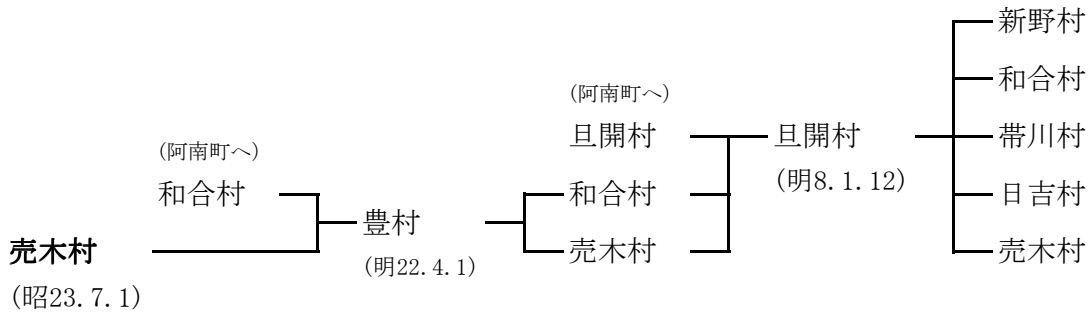 新野村
和合村
(阿南町へ)
旦開村
旦開村
帯川村
(阿南町へ)
(明8.1.12)
和合村
和合村
日吉村
豊村
売木村
(明22.4.1)
売木村
売木村
(昭23.7.1)